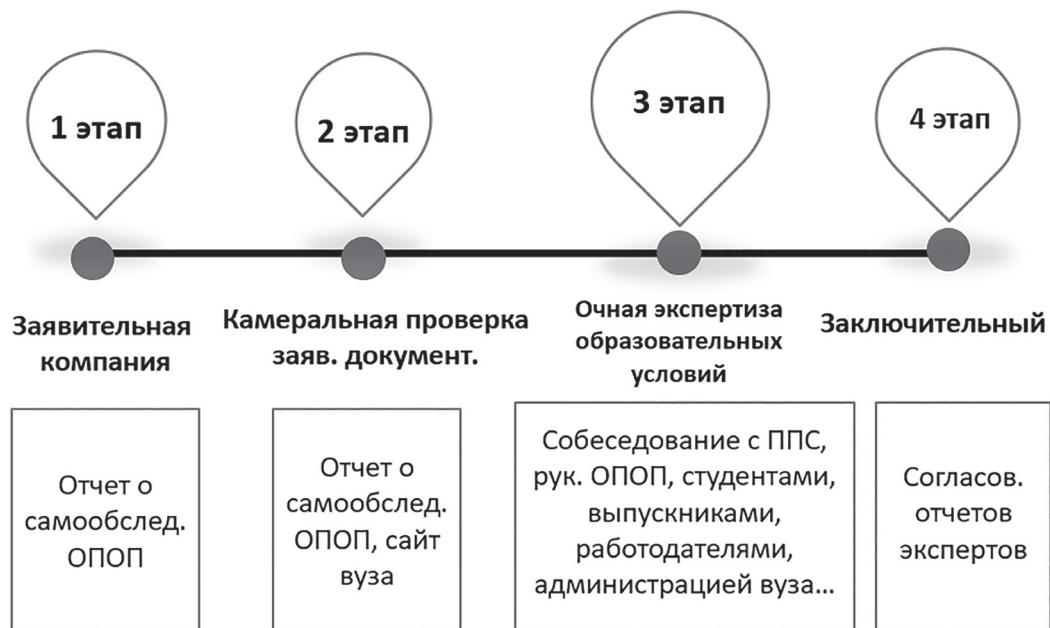 1 этап
2 этап
3 этап
4 этап
Заявительная
компания
Камеральная проверка
заяв. документ.
Очная экспертиза
образовательных
условий
Заключительный
Отчет о
самообслед.
ОПОП
Отчет о
самообслед.
ОПОП, сайт
вуза
Собеседование с ППС,
рук. ОПОП, студентами,
выпускниками,
работодателями,
администрацией вуза...
Согласов.
отчетов
экспертов